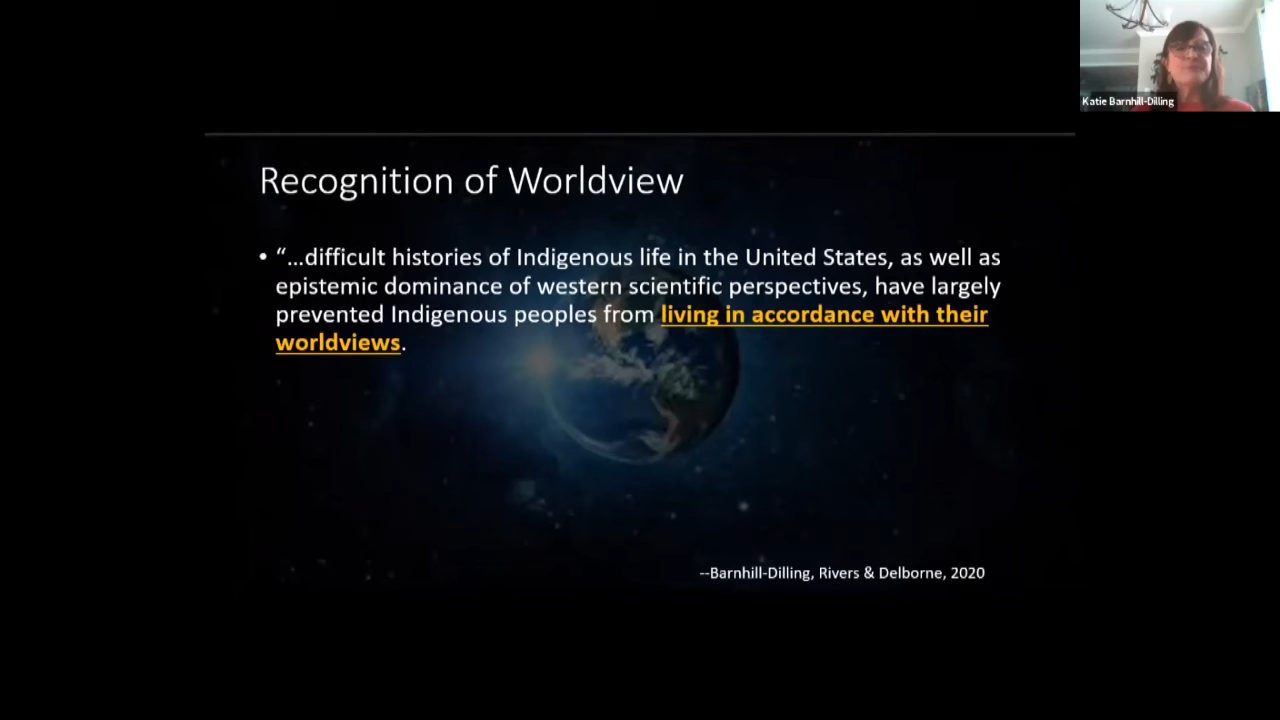 Katie Barnhill-Dilling
Recognition of Worldview
• “...difficult histories of Indigenous life in the United States, as well as
epistemic dominance of western scientific perspectives, have largely
prevented Indigenous peoples from living in accordance with their
worldviews.
--Barnhill-Dilling, Rivers & Delborne, 2020